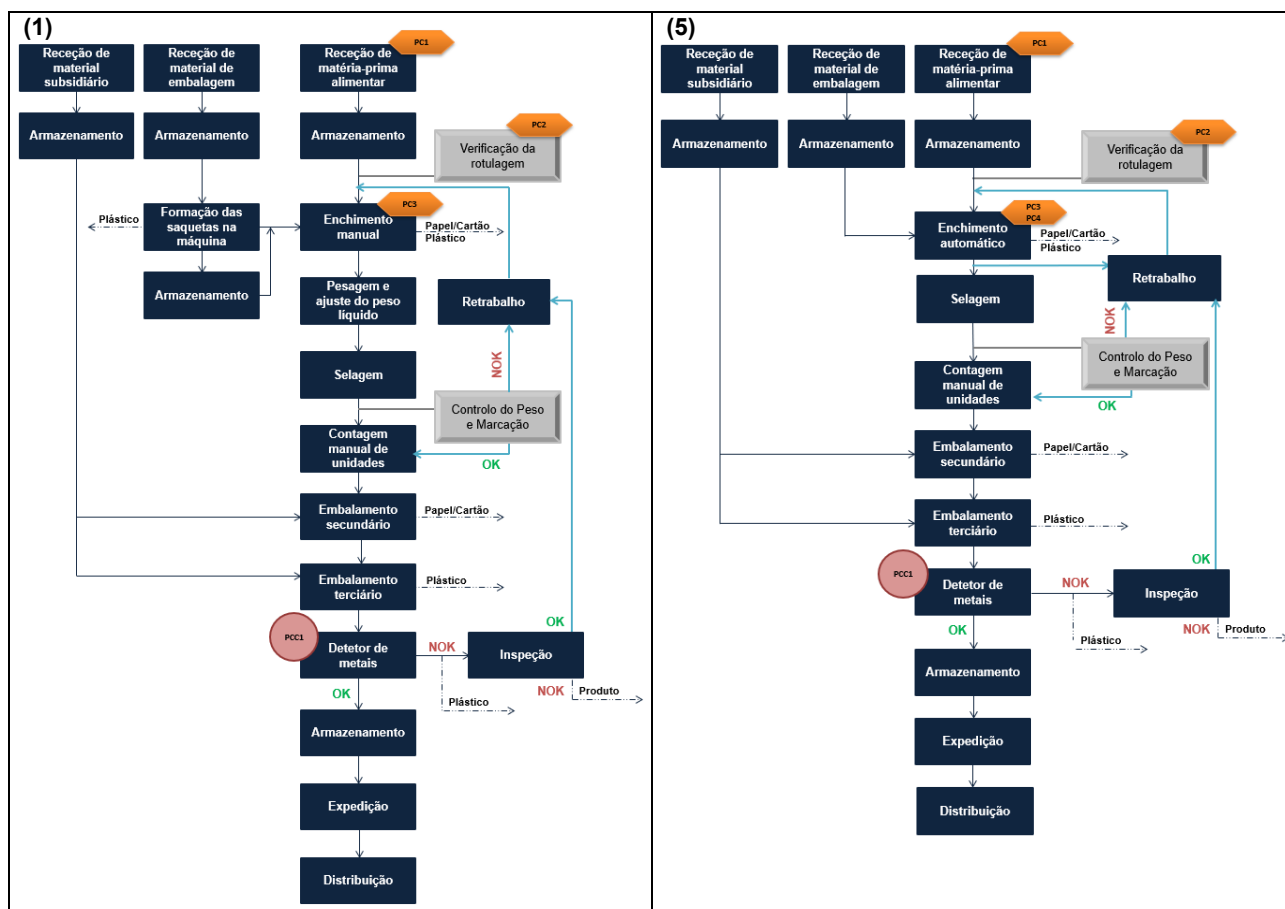 (1)
PC1
Receção de
material
subsidiário
Receção de
material de
embalagem
Receção de
matéria-prima
alimentar
Armazenamento
Armazenamento
Armazenamento
PC2
Verificação da
rotulagem
Plástico
Formação das
saquetas na
máquina
PC3
Enchimento
manual
Papel/Cartão
Plástico
Armazenamento
Pesagem e
ajuste do peso
líquido
Retrabalho
Selagem
NOK
Controlo do Peso
e Marcação
Contagem
manual de
unidades
OK
Embalamento
secundário
Papel/Cartão
Embalamento
terciário
Plástico
PCC1
Detetor de
metais
NOK
Inspeção
OK
OK
Plástico
NOK
Produto
Armazenamento
Expedição
Distribuição
(5)
PC1
Receção de
material
subsidiário
Receção de
material de
embalagem
Receção de
matéria-prima
alimentar
Armazenamento
Armazenamento
Armazenamento
PC2
Verificação da
rotulagem
PC3
PC4
Enchimento
automático
Papel/Cartão
Plástico
Retrabalho
Selagem
NOK
Controlo do Peso
e Marcação
Contagem
manual de
unidades
OK
Embalamento
secundário
Papel/Cartão
Embalamento
terciário
Plástico
PCC1
Detetor de
metais
NOK
Inspeção
OK
OK
Plástico
NOK
Produto
Armazenamento
Expedição
Distribuição